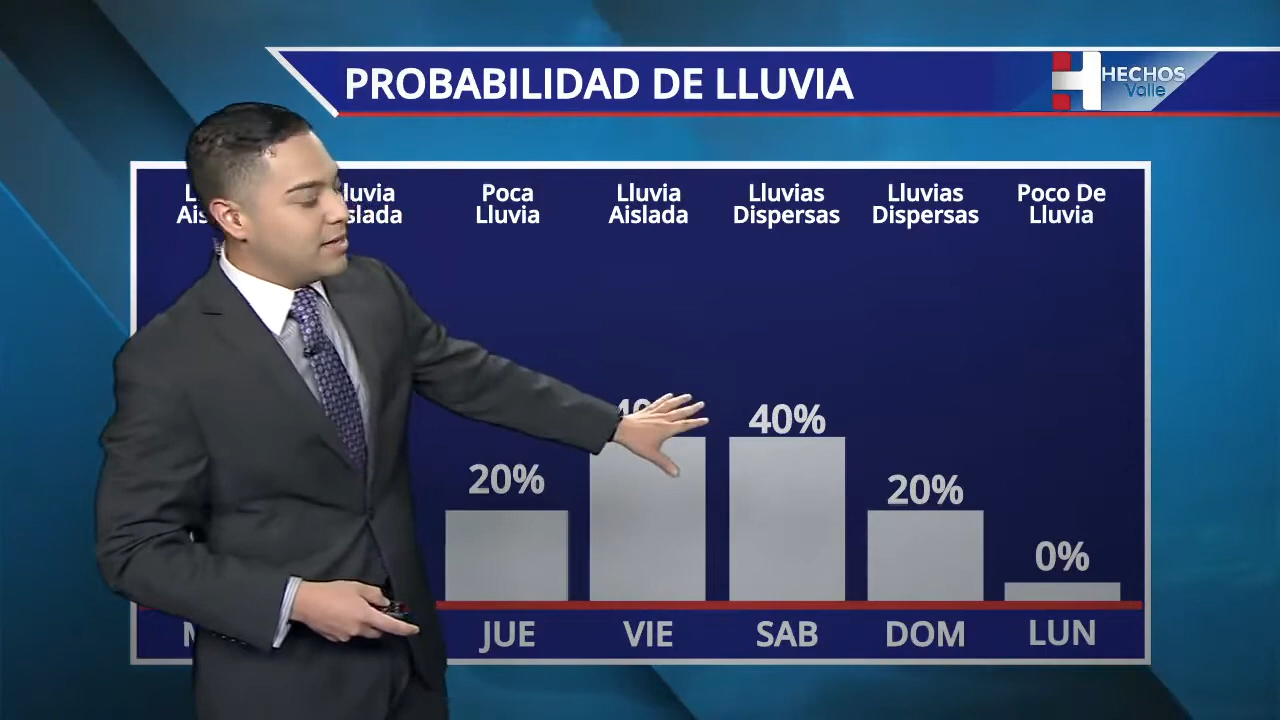 PROBABILIDAD DE LLUVIA
HECHOS
Valle
Poca
Lluvia
Lluvia
Aislada
Lluvias
Dispersas
Lluvias
Dispersas
Poco De
Lluvia
20%
40%
20%
0%
JUE
VIE
SAB
DOM
LUN